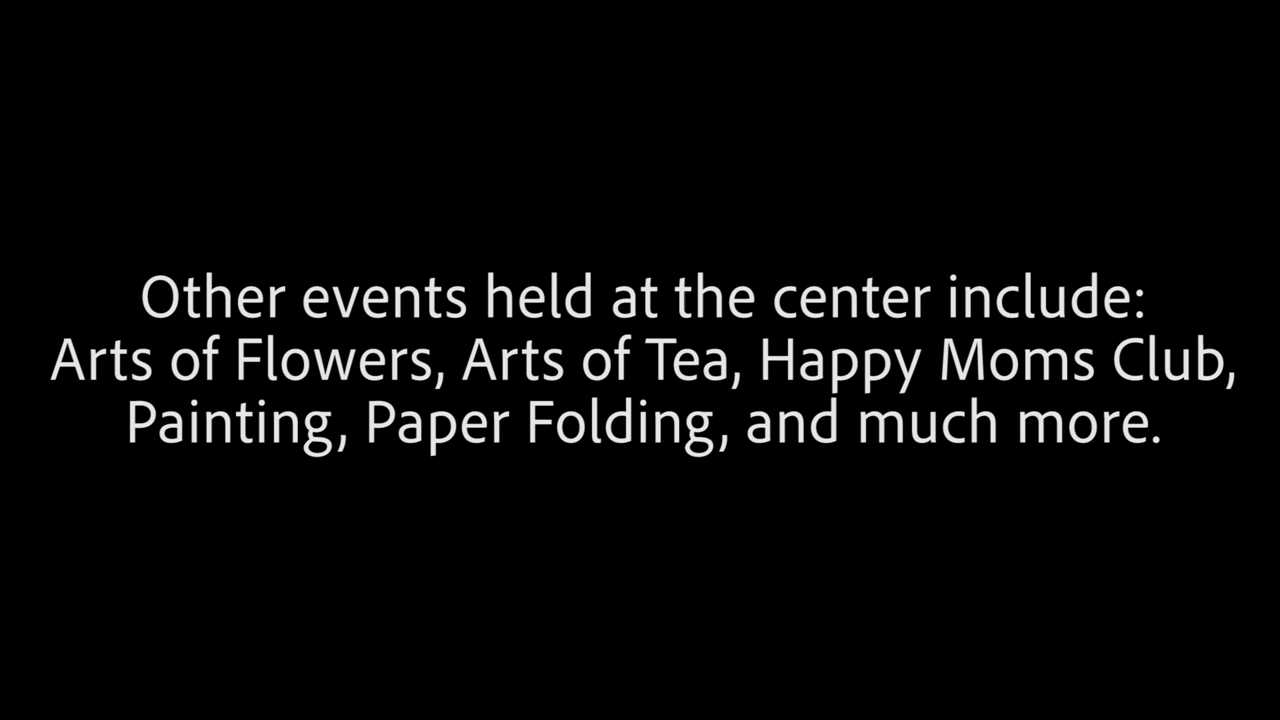 Other events held at the center include:
Arts of Flowers, Arts of Tea, Happy Moms Club,
Painting, Paper Folding, and much more.